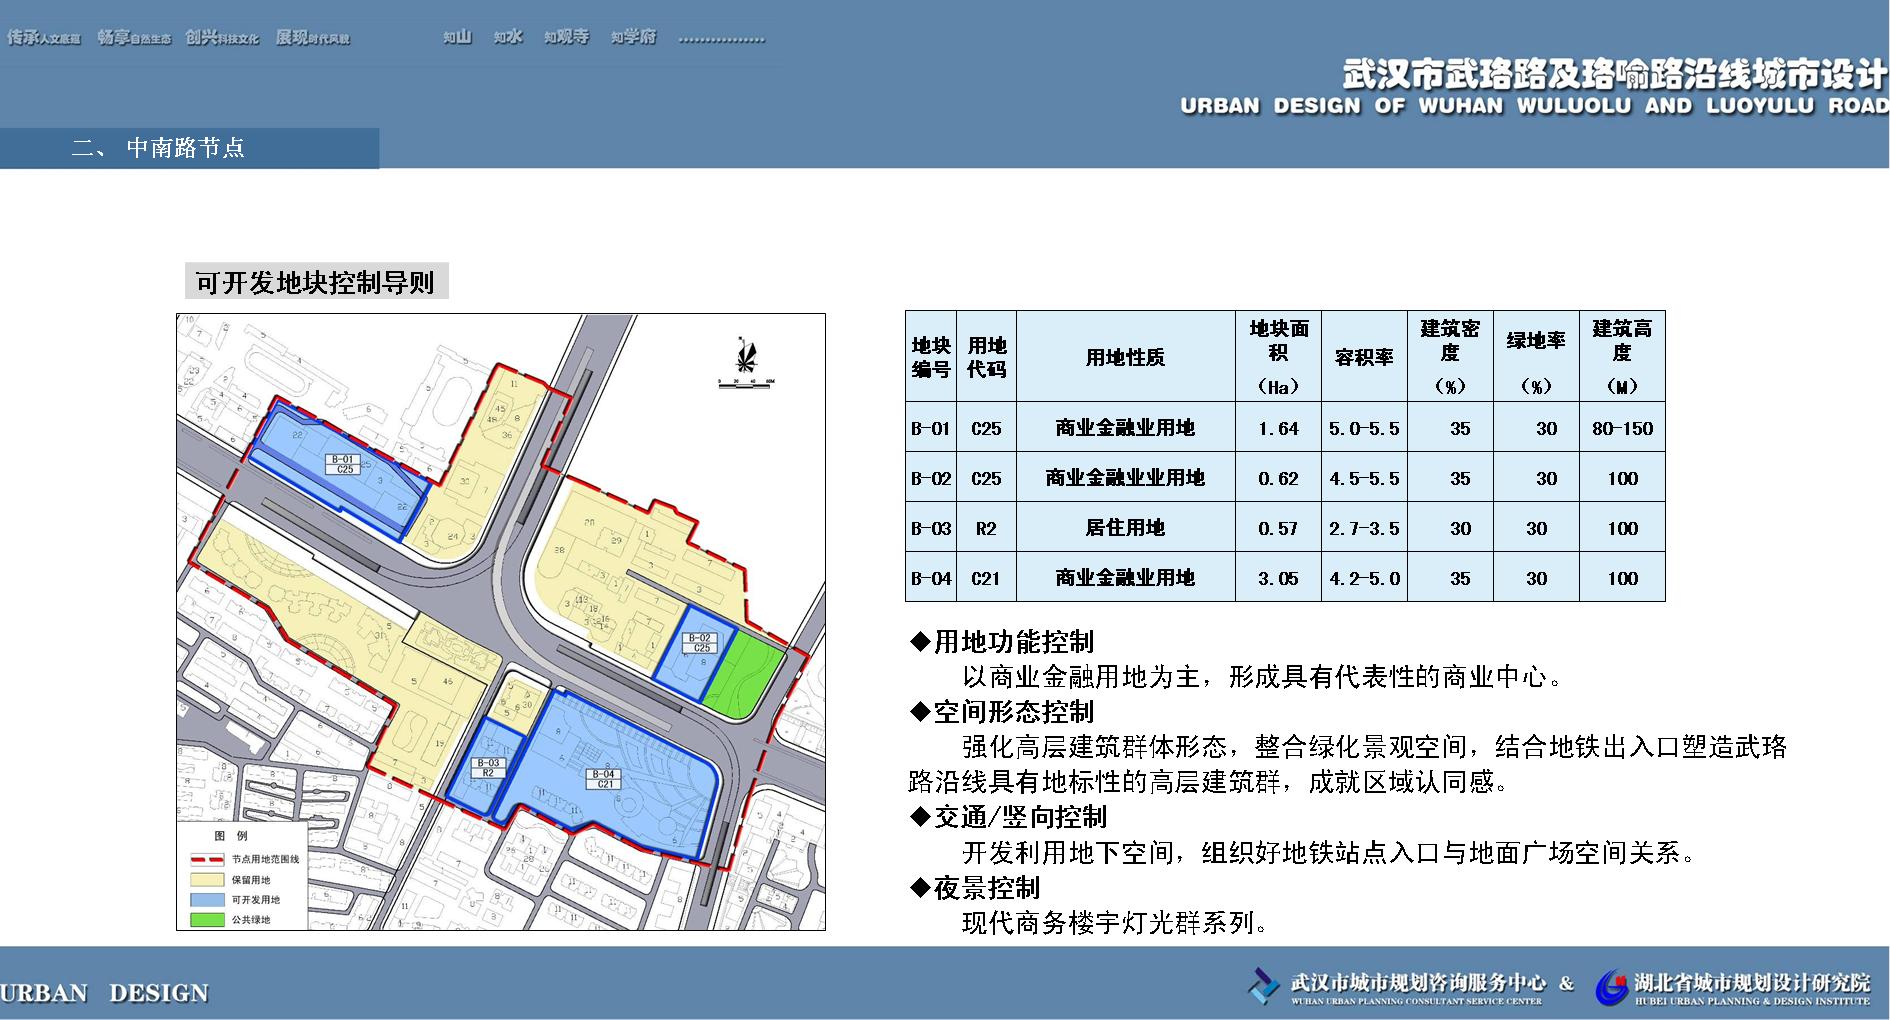 传承人文底蕴 畅享自然生态 创兴科技文化 展现时代风貌 知山 知水 知观寺 知学府 ................
武汉市武珞路及珞喻路沿线城市设计
URBAN DESIGN OF WUHAN WULUOLU AND LUOYULU ROAD
二、 中南路节点
可开发地块控制导则
B-01
C25
B-02
C25
B-03
R2
B-04
C21
图 例
节点用地范围线
保留用地
可开发用地
公共绿地
地块编号 用地代码 用地性质 地块面积（Ha） 容积率 建筑密度（%） 绿地率（%） 建筑高度（M）
B-01 C25 商业金融业用地 1.64 5.0-5.5 35 30 80-150
B-02 C25 商业金融业业用地 0.62 4.5-5.5 35 30 100
B-03 R2 居住用地 0.57 2.7-3.5 30 30 100
B-04 C21 商业金融业用地 3.05 4.2-5.0 35 30 100
◆用地功能控制
以商业金融用地为主，形成具有代表性的商业中心。
◆空间形态控制
强化高层建筑群体形态，整合绿化景观空间，结合地铁出入口塑造武珞
路沿线具有地标性的高层建筑群，成就区域认同感。
◆交通/竖向控制
开发利用地下空间，组织好地铁站点入口与地面广场空间关系。
◆夜景控制
现代商务楼宇灯光群系列。
URBAN DESIGN
武汉市城市规划咨询服务中心 & 湖北省城市规划设计研究院
WUHAN URBAN PLANNING CONSULTANT SERVICE CENTER HUBEI URBAN PLANNING & DESIGN INSTITUTE